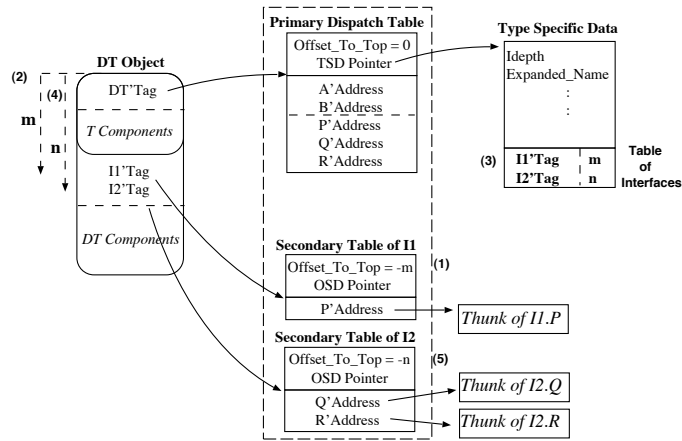 Primary Dispatch Table
Offset_To_Top = 0
TSD Pointer
A'Address
B'Address
P'Address
Q'Address
R'Address
Type Specific Data
Idepth
Expanded_Name
:
:
(3)
I1'Tag m
I2'Tag n
Table
of
Interfaces
DT Object
(2)
(4)
m
n
DT'Tag
T Components
I1'Tag
I2'Tag
DT Components
Secondary Table of I1
(1)
Offset_To_Top = -m
OSD Pointer
P'Address
Thunk of I1.P
Secondary Table of I2
(5)
Offset_To_Top = -n
OSD Pointer
Q'Address
R'Address
Thunk of I2.Q
Thunk of I2.R